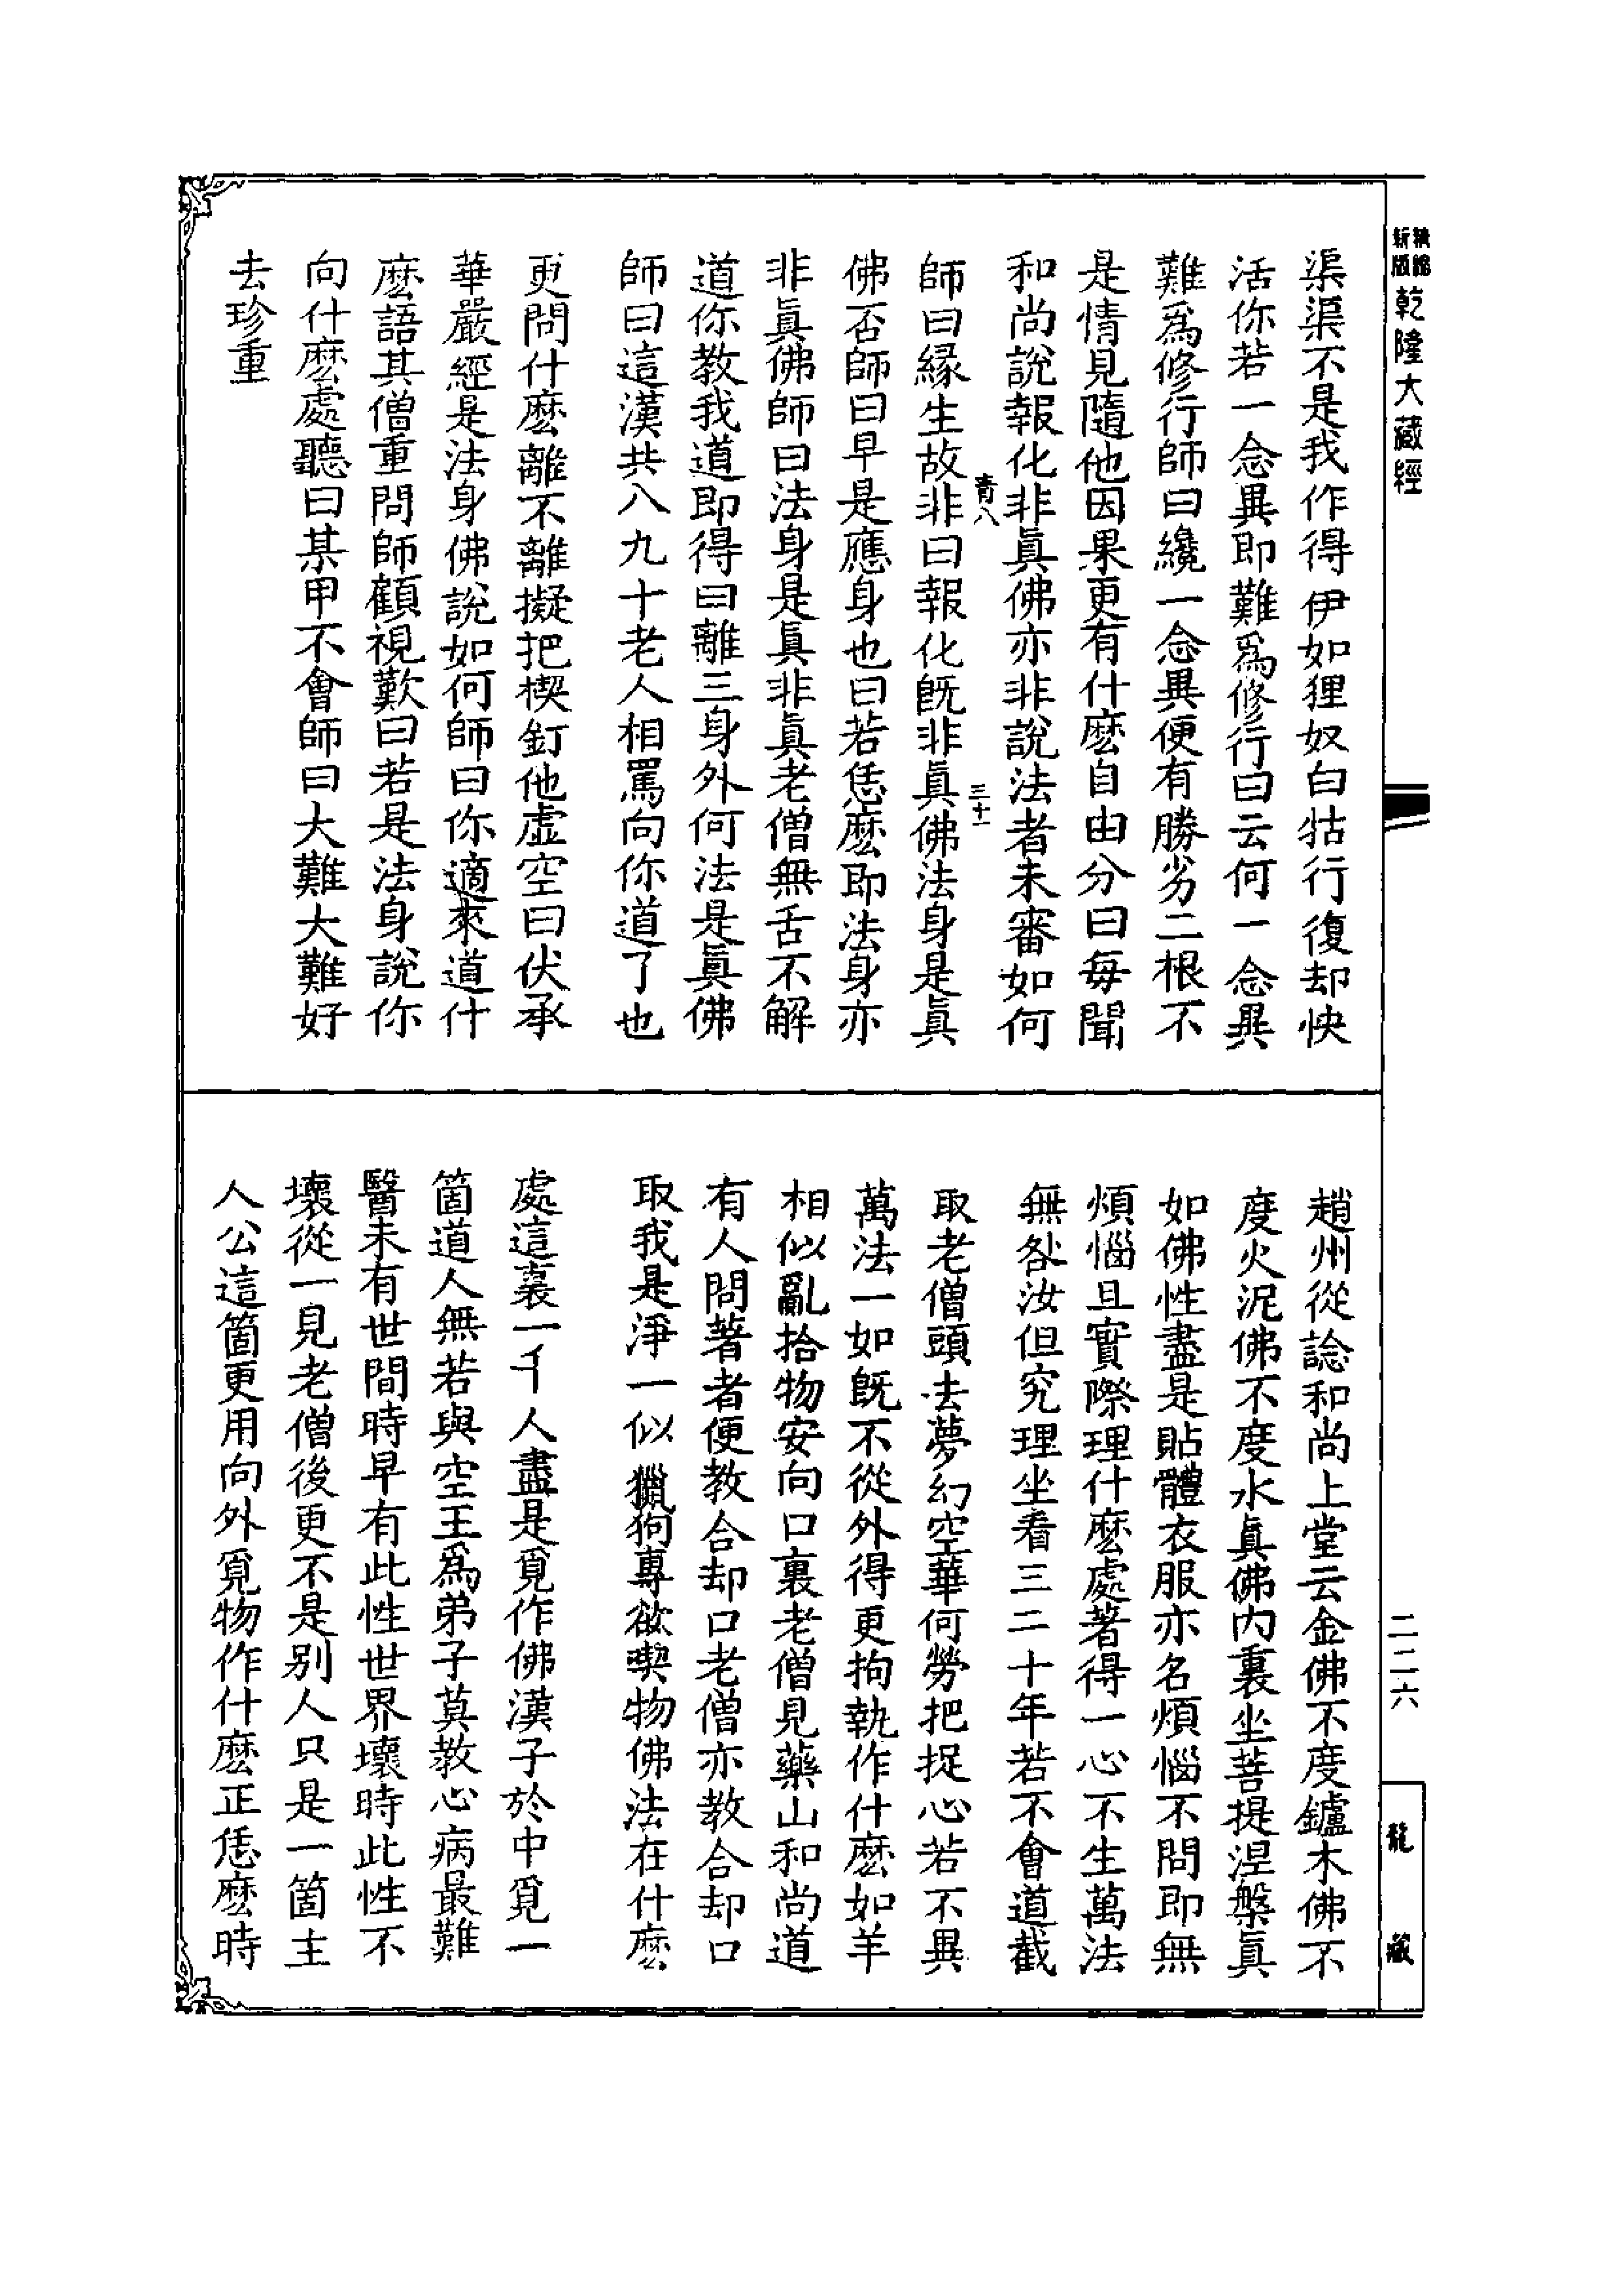 精縮
新版
乾隆大藏經
渠渠不是我作得伊如狸奴白牯行復却快
活你若一念異即難爲修行曰云何一念異
難爲修行師曰纔一念異便有勝劣二根不
是情見隨他因果更有什麽自由分曰每聞
和尚說報化非眞佛亦非說法者未審如何
青八
三十一
師曰緣生故非曰報化旣非眞佛法身是眞
佛否師曰早是應身也曰若恁麽即法身亦
非眞佛師曰法身是眞非眞老僧無舌不解
道你教我道即得曰離三身外何法是眞佛
師曰這漢共八九十老人相罵向你道了也
更問什麽離不離擬把楔釘他虛空曰伏承
華嚴經是法身佛說如何師曰你適來道什
麽語其僧重問師顧視歎曰若是法身說你
向什麽處聽曰某甲不會師曰大難大難好
去珍重
趙州從諗和尚上堂云金佛不度鑪木佛不
度火泥佛不度水眞佛內裏坐菩提涅槃眞
如佛性盡是貼體衣服亦名煩惱不問即無
煩惱且實際理什麽處著得一心不生萬法
無咎汝但究理坐看三二十年若不會道截
取老僧頭去夢幻空華何勞把捉心若不異
萬法一如旣不從外得更拘執作什麽如羊
相似亂拾物安向口裏老僧見藥山和尚道
有人問著者便教合却口老僧亦教合却口
取我是淨一似獵狗專欲喫物佛法在什麽
處這裏一千人盡是覓作佛漢子於中覓一
箇道人無若與空王爲弟子莫教心病最難
醫未有世間時早有此性世界壞時此性不
壞從一見老僧後更不是別人只是一箇主
人公這箇更用向外覓物作什麽正恁麽時
二二六
龍藏